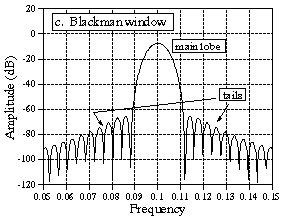 c. Blackman window
main lobe
tails
Amplitude (dB)
20
0
-20
-40
-60
-80
-100
-120
0.05 0.06 0.07 0.08 0.09 0.1 0.11 0.12 0.13 0.14 0.15
Frequency